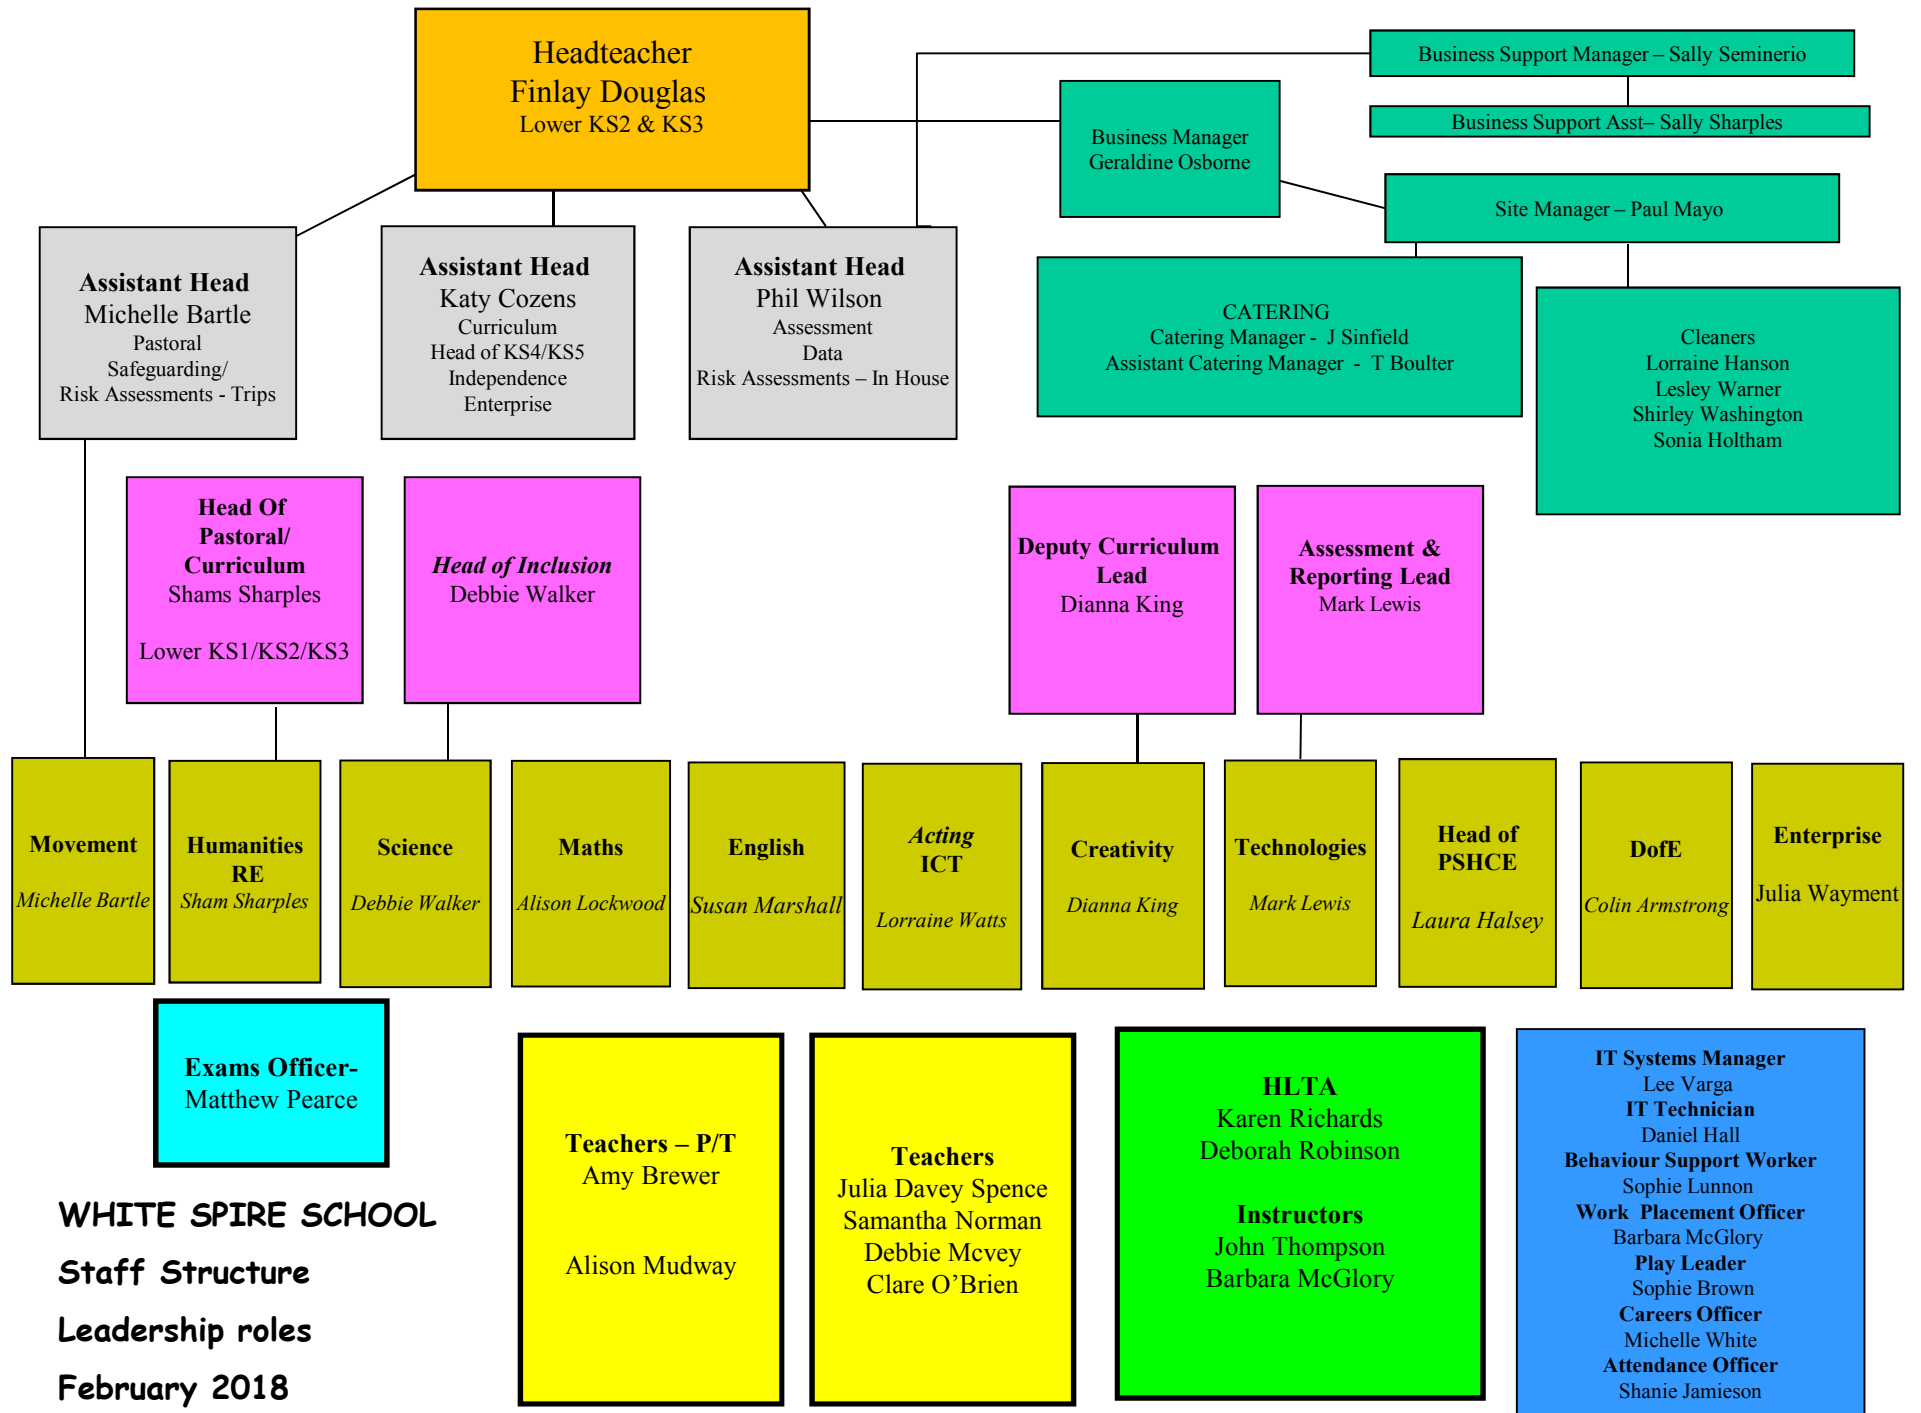 Headteacher
Finlay Douglas
Lower KS2 & KS3
Business Support Manager – Sally Seminerio
Business Support Asst– Sally Sharples
Business Manager
Geraldine Osborne
Site Manager – Paul Mayo
Assistant Head
Michelle Bartle
Pastoral
Safeguarding/
Risk Assessments - Trips
Assistant Head
Katy Cozens
Curriculum
Head of KS4/KS5
Independence
Enterprise
Assistant Head
Phil Wilson
Assessment
Data
Risk Assessments – In House
CATERING
Catering Manager - J Sinfield
Assistant Catering Manager - T Boulter
Cleaners
Lorraine Hanson
Lesley Warner
Shirley Washington
Sonia Holtham
Head Of
Pastoral/
Curriculum
Shams Sharples
Lower KS1/KS2/KS3
Head of Inclusion
Debbie Walker
Deputy Curriculum
Lead
Dianna King
Assessment &
Reporting Lead
Mark Lewis
Movement
Michelle Bartle
Humanities
RE
Sham Sharples
Science
Debbie Walker
Maths
Alison Lockwood
English
Susan Marshall
Acting
ICT
Lorraine Watts
Creativity
Dianna King
Technologies
Mark Lewis
Head of
PSHCE
Laura Halsey
DofE
Colin Armstrong
Enterprise
Julia Wayment
Exams Officer-
Matthew Pearce
Teachers – P/T
Amy Brewer
Alison Mudway
Teachers
Julia Davey Spence
Samantha Norman
Debbie Mcvey
Clare O’Brien
HLTA
Karen Richards
Deborah Robinson
Instructors
John Thompson
Barbara McGlory
IT Systems Manager
Lee Varga
IT Technician
Daniel Hall
Behaviour Support Worker
Sophie Lunnon
Work Placement Officer
Barbara McGlory
Play Leader
Sophie Brown
Careers Officer
Michelle White
Attendance Officer
Shanie Jamieson
WHITE SPIRE SCHOOL
Staff Structure
Leadership roles
February 2018